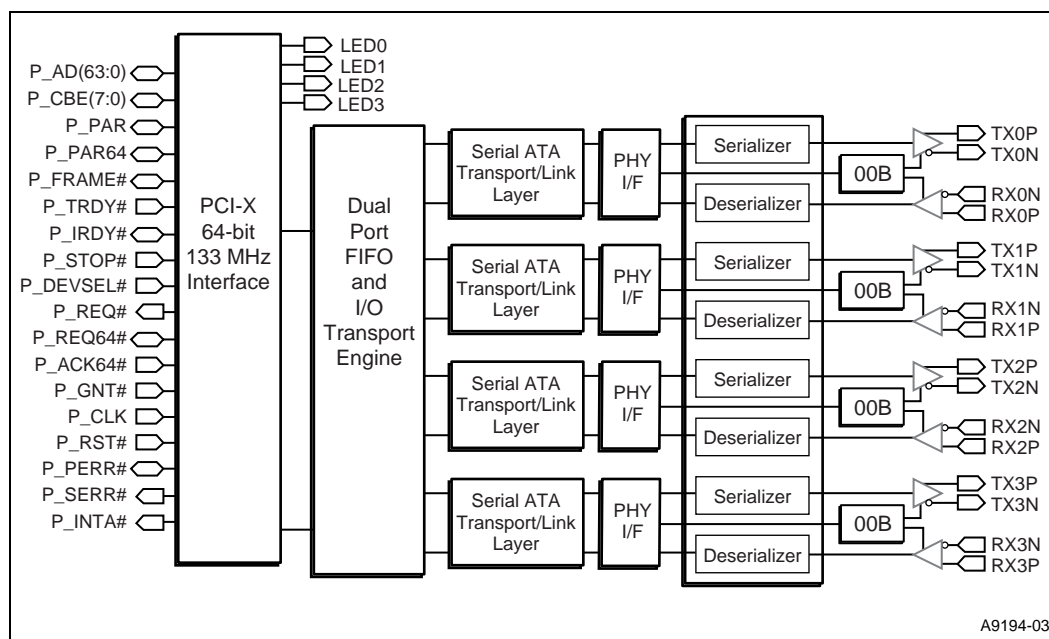 P_AD(63:0)
P_CBE(7:0)
P_PAR
P_PAR64
P_FRAME#
P_TRDY#
P_IRDY#
P_STOP#
P_DEVSEL#
P_REQ#
P_REQ64#
P_ACK64#
P_GNT#
P_CLK
P_RST#
P_PERR#
P_SERR#
P_INTA#
PCI-X
64-bit
133 MHz
Interface
LED0
LED1
LED2
LED3
Dual
Port
FIFO
and
I/O
Transport
Engine
Serial ATA
Transport/Link
Layer
PHY
I/F
Serializer
Deserializer
00B
TX0P
TX0N
RX0N
RX0P
Serial ATA
Transport/Link
Layer
PHY
I/F
Serializer
Deserializer
00B
TX1P
TX1N
RX1N
RX1P
Serial ATA
Transport/Link
Layer
PHY
I/F
Serializer
Deserializer
00B
TX2P
TX2N
RX2N
RX2P
Serial ATA
Transport/Link
Layer
PHY
I/F
Serializer
Deserializer
00B
TX3P
TX3N
RX3N
RX3P
A9194-03